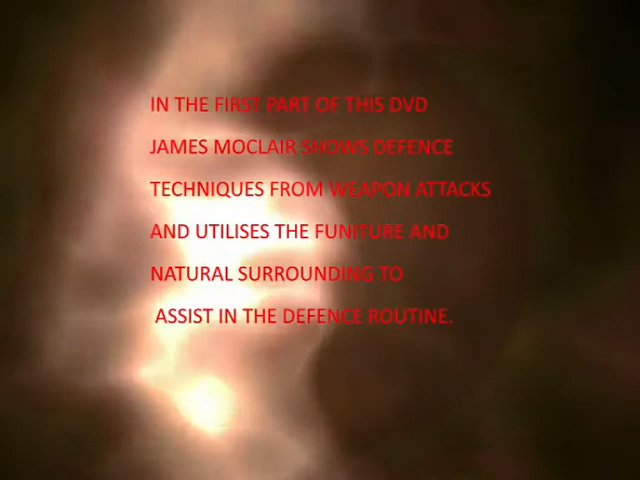 IN THE FIRST PART OF THIS DVD
JAMES MOCLAIR SHOWS DEFENCE
TECHNIQUES FROM WEAPON ATTACKS
AND UTILISES THE FUNITURE AND
NATURAL SURROUNDING TO
ASSIST IN THE DEFENCE ROUTINE.